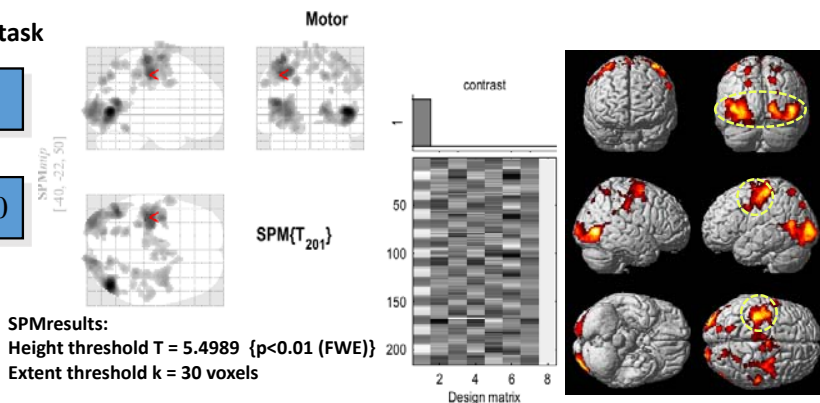 task
Motor
0
SPMmip
[-40, -22, 50]
SPM{T201}
contrast
1
50
100
150
200
2 4 6 8
Design matrix
SPMresults:
Height threshold T = 5.4989 {p<0.01 (FWE)}
Extent threshold k = 30 voxels